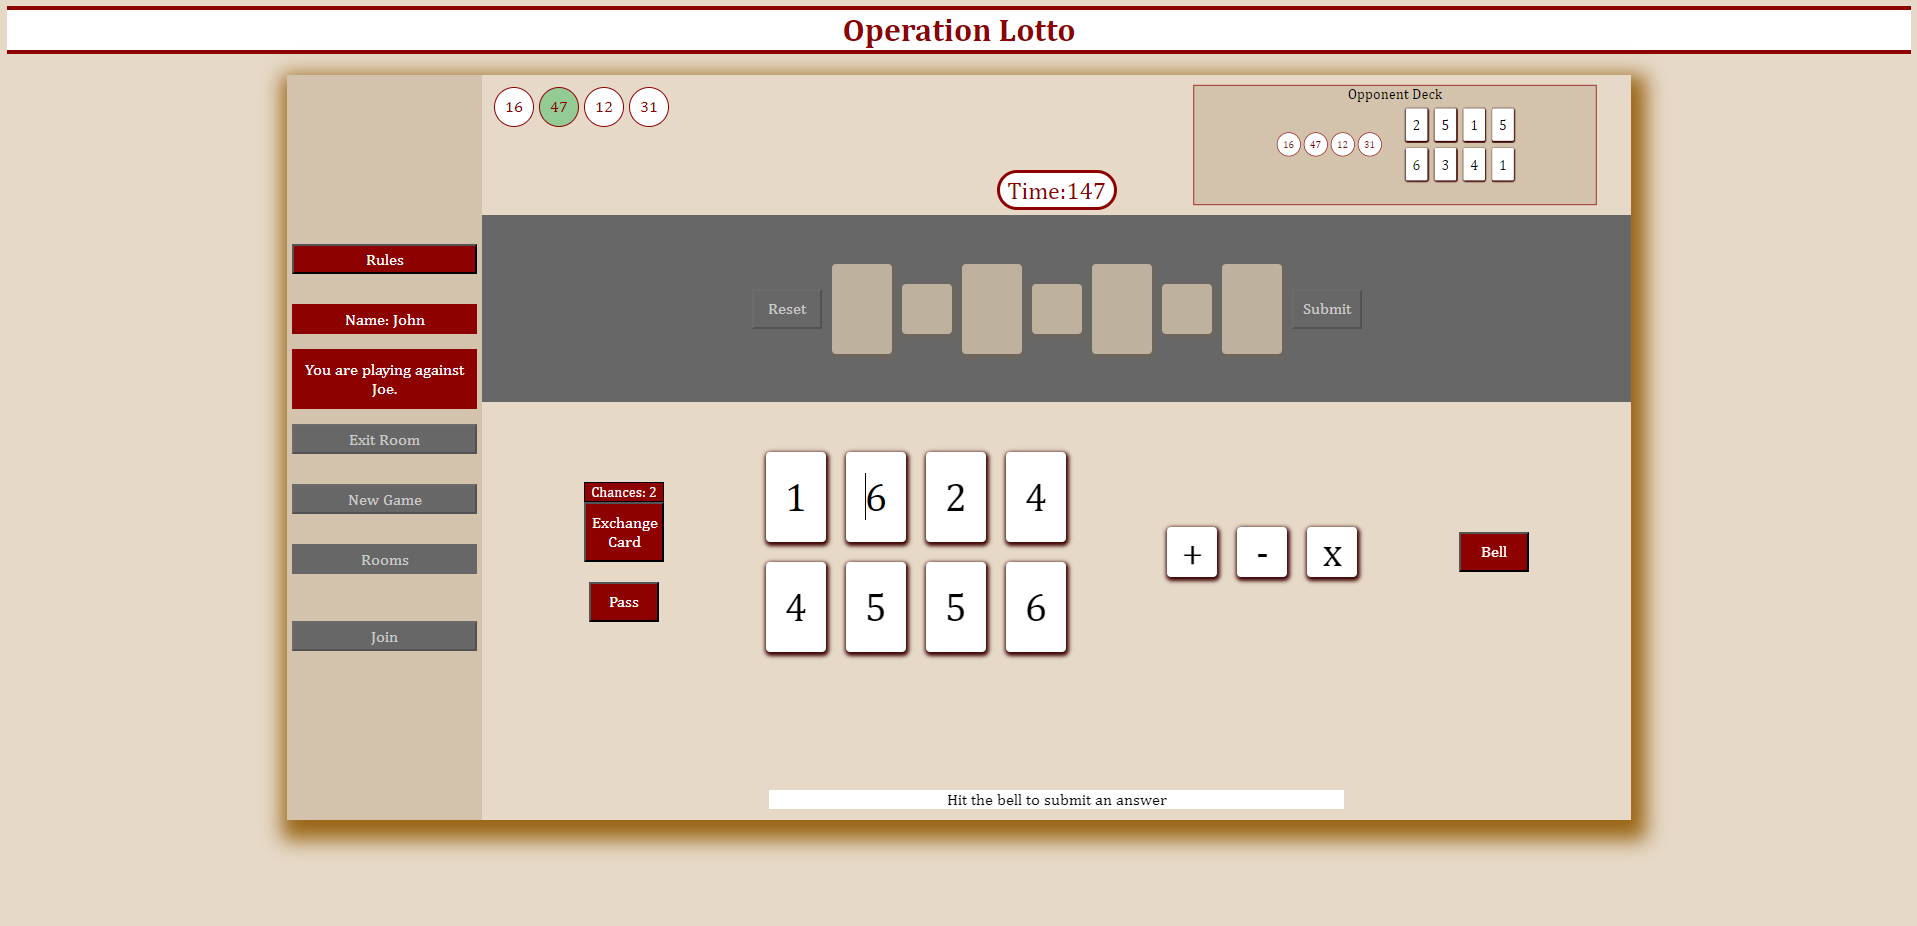 Operation Lotto
16 47 12 31
Opponent Deck
16 47 12 31
2 5 1 5
6 3 4 1
Time:147
Rules
Name: John
You are playing against
Joe.
Exit Room
New Game
Rooms
Join
Reset
Submit
Chances: 2
Exchange
Card
Pass
1 6 2 4
4 5 5 6
+ - x
Bell
Hit the bell to submit an answer